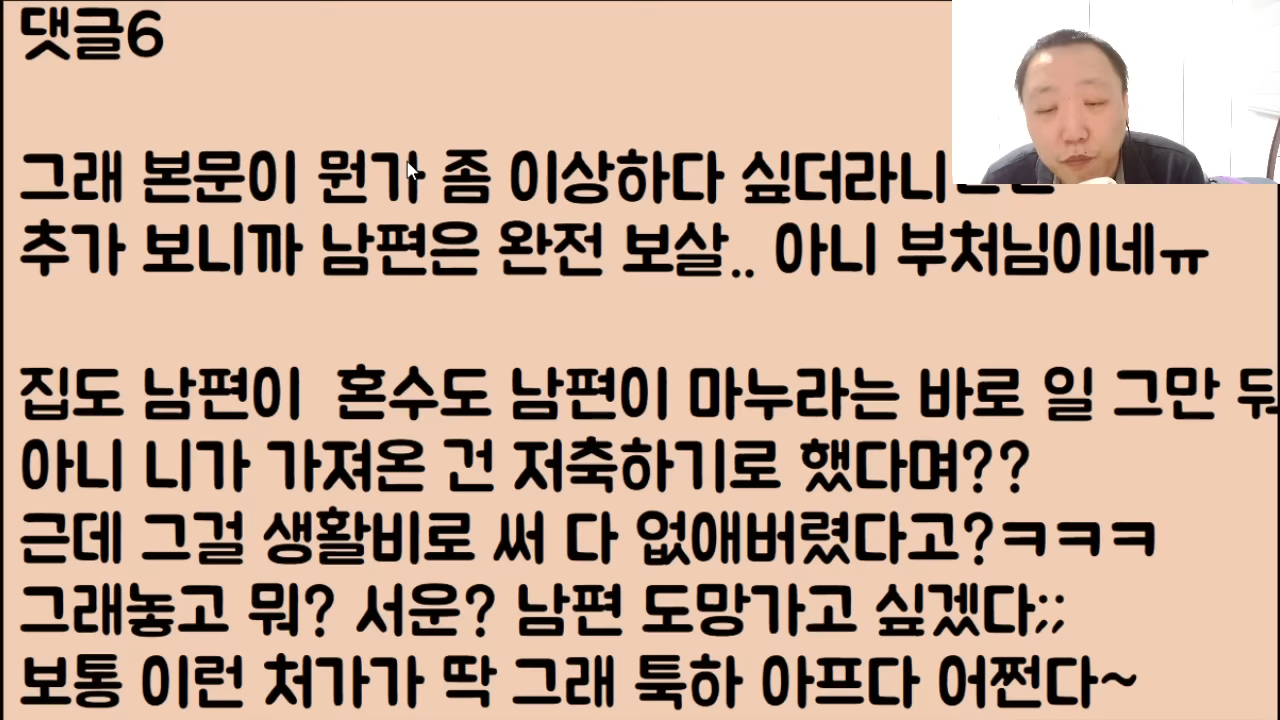 댓글6
그래 본문이 뭔가 좀 이상하다 싶더라니
추가 보니까 남편은 완전 보살.. 아니 부처님이네ㅠ
집도 남편이 혼수도 남편이 마누라는 바로 일 그만
아니 니가 가져온 건 저축하기로 했다며??
근데 그걸 생활비로 써 다 없애버렸다고?ㅋㅋㅋ
그래놓고 뭐? 서운? 남편 도망가고 싶겠다;;
보통 이런 처가가 딱 그래 툭하 아프다 어쩐다~